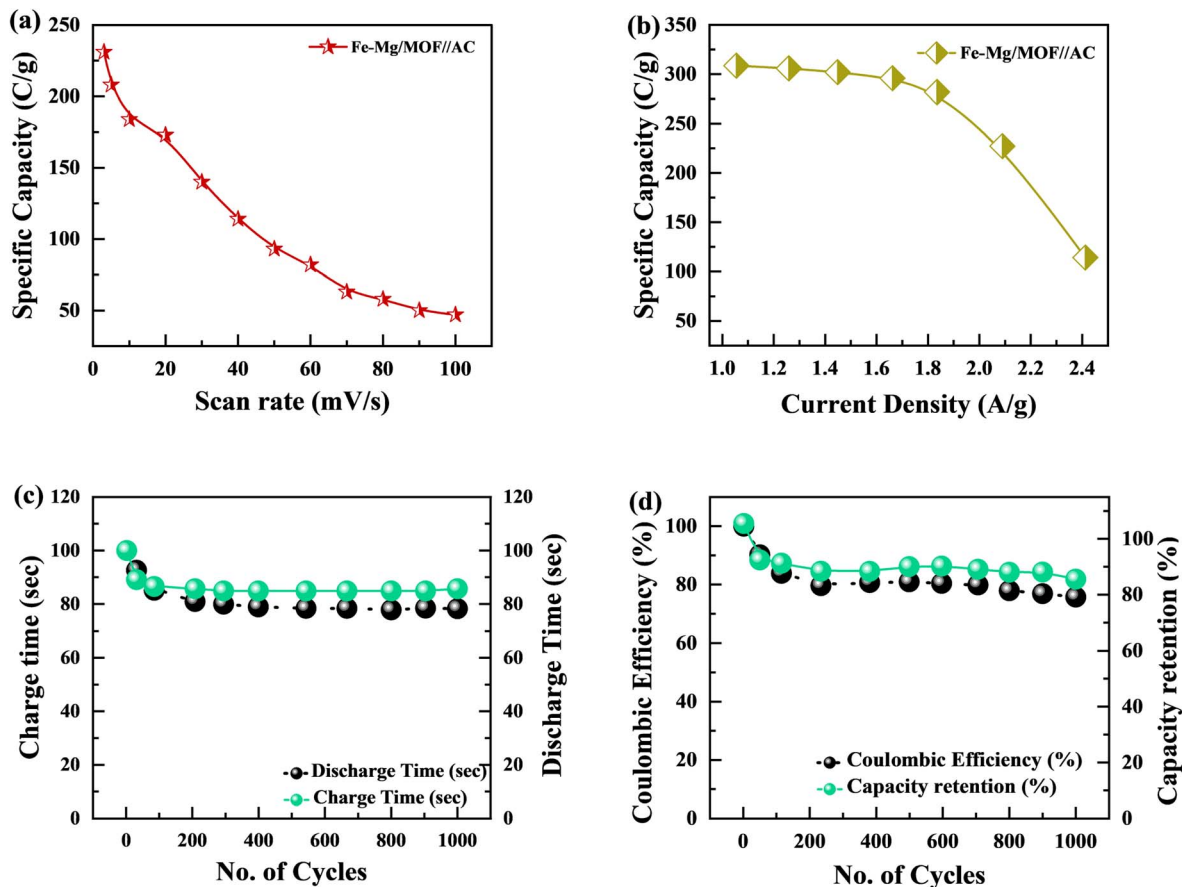 (a)
250
200
150
100
50
Specific Capacity (C/g)
Fe-Mg/MOF//AC
0 20 40 60 80 100
Scan rate (mV/s)
(b)
350
300
250
200
150
100
50
Specific Capacity (C/g)
Fe-Mg/MOF//AC
1.0 1.2 1.4 1.6 1.8 2.0 2.2 2.4
Current Density (A/g)
(c)
120
100
80
60
40
20
0
Charge time (sec)
Discharge Time (sec)
Charge Time (sec)
120
100
80
60
40
20
0
Discharge Time (sec)
0 200 400 600 800 1000
No. of Cycles
(d)
100
80
60
40
20
0
Coulombic Efficiency (%)
Coulombic Efficiency (%)
Capacity retention (%)
100
80
60
40
20
0
Capacity retention (%)
0 200 400 600 800 1000
No. of Cycles